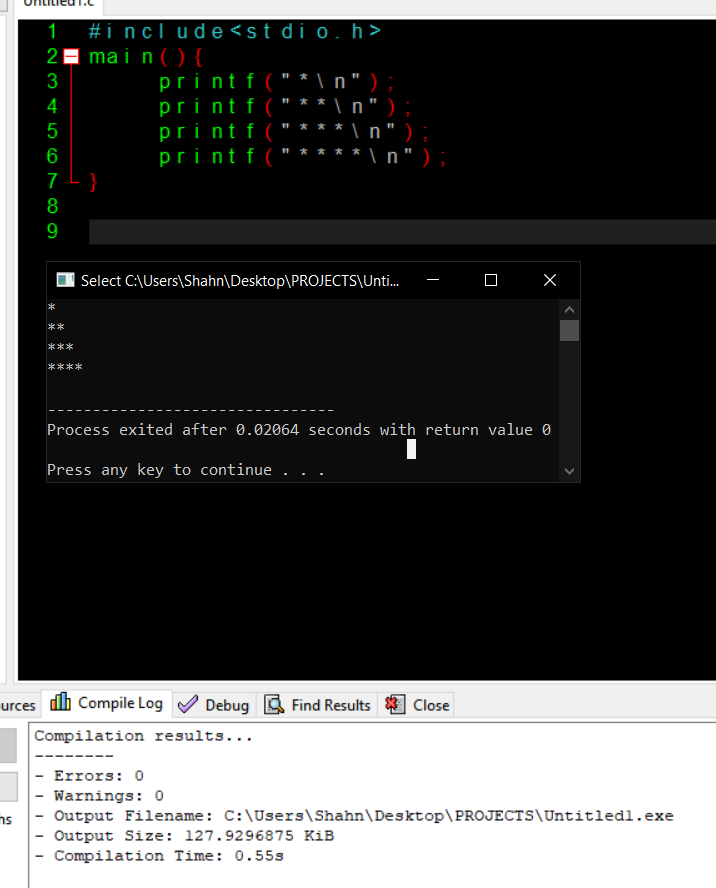 Untitled1.c
1 #include<stdio.h>
2 main(){
3 printf("*\n");
4 printf("**\n");
5 printf("***\n");
6 printf("****\n");
7 }
8
9
Select C:\Users\Shahn\Desktop\PROJECTS\Unti...
*
**
***
****
--------------------------------
Process exited after 0.02064 seconds with return value 0
Press any key to continue . . .
urces Compile Log Debug Find Results Close
Compilation results...
--------
- Errors: 0
- Warnings: 0
hs
- Output Filename: C:\Users\Shahn\Desktop\PROJECTS\Untitled1.exe
- Output Size: 127.9296875 KiB
- Compilation Time: 0.55s